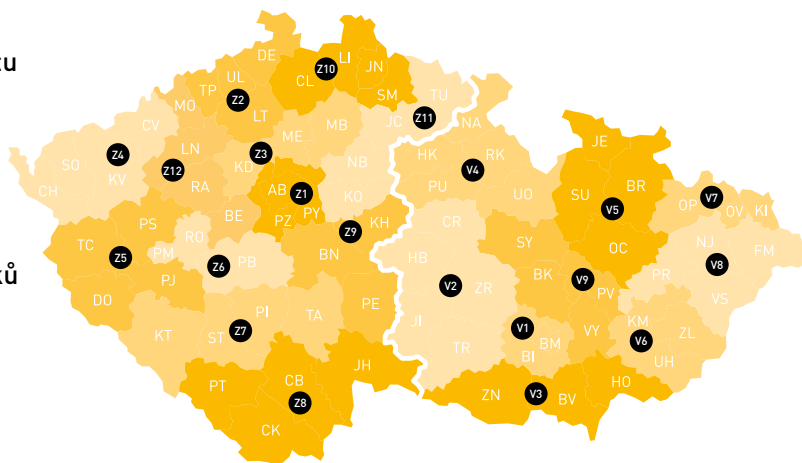 DE
LI
Z10
JN
UL
CL
TP
Z2
SM
TU
MO
LT
JC
Z11
NA
CV
ME
MB
JE
LN
Z3
HK
RK
SO
Z4
KD
NB
V4
KV
Z12
RA
AB
Z1
PU
UO
SU
BR
CH
KO
V7
PS
BE
PZ
PY
KH
CR
V5
OP
OV
KI
TC
RO
Z9
SY
OC
NJ
FM
Z5
PM
Z6
PB
BN
HB
V8
PJ
BK
V9
PR
DO
V2
ZR
PV
VS
PI
TA
PE
KT
ST
Z7
JI
V1
VY
KM
ZL
TR
BI
BM
V6
UH
JH
PT
CB
HO
Z8
ZN
V3
BV
CK
tu
ků